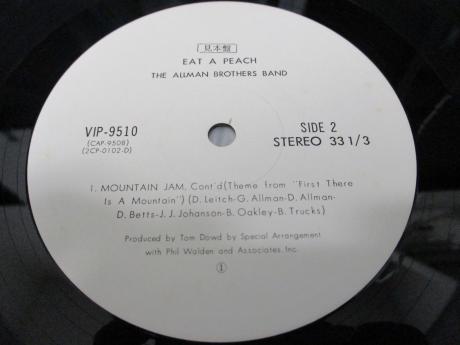 見本盤
EAT A PEACH
THE ALLMAN BROTHERS BAND
VIP-9510
(CAP-9508)
(2CP-0102-D)
SIDE 2
STEREO 33 1/3
1. MOUNTAIN JAM, Cont'd (Theme from "First There
Is A Mountain") (D. Leitch-G. Allman-D. Allman-
D. Betts-J. J. Johanson-B. Oakley-B. Trucks)
Produced by Tom Dowd by Special Arrangement
with Phil Walden and Associates, Inc.
①